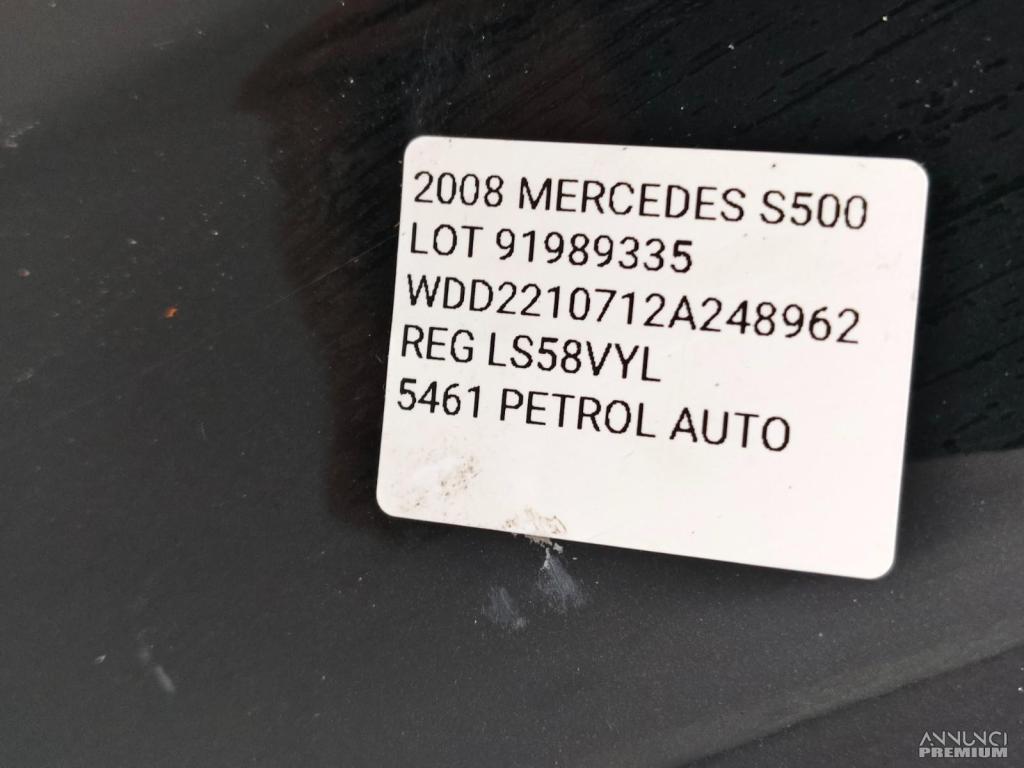 2008 MERCEDES S500
LOT 91989335
WDD2210712A248962
REG LS58VYL
5461 PETROL AUTO
ANNUNCI
PREMIUM